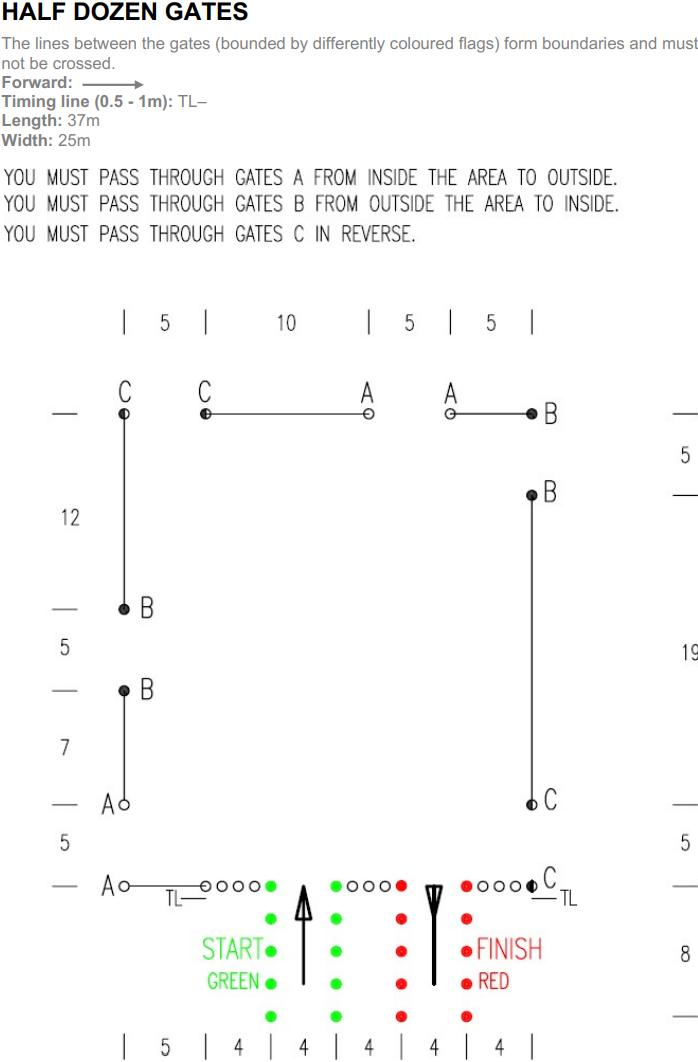 HALF DOZEN GATES
The lines between the gates (bounded by differently coloured flags) form boundaries and must
not be crossed.
Forward:
Timing line (0.5 - 1m): TL–
Length: 37m
Width: 25m
YOU MUST PASS THROUGH GATES A FROM INSIDE THE AREA TO OUTSIDE.
YOU MUST PASS THROUGH GATES B FROM OUTSIDE THE AREA TO INSIDE.
YOU MUST PASS THROUGH GATES C IN REVERSE.
5 10 5 5
C C A A
B
5
B
12
B
5
19
B
7
A C
5 5
A C
TL TL
START FINISH
8
GREEN RED
5 4 4 4 4 4